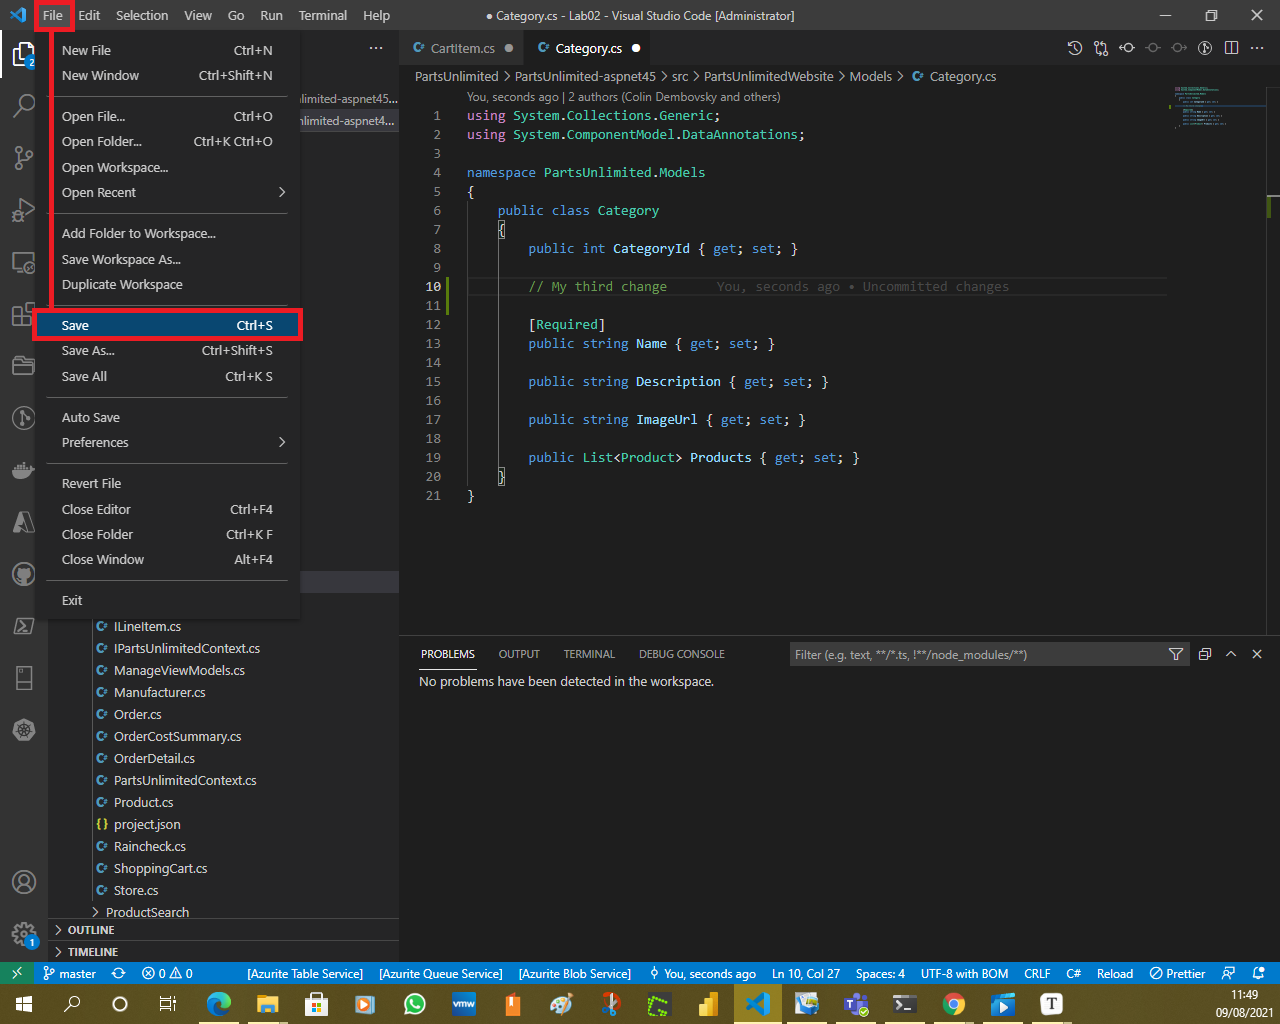 File Edit Selection View Go Run Terminal Help
● Category.cs - Lab02 - Visual Studio Code [Administrator]
New File Ctrl+N
New Window Ctrl+Shift+N
Open File... Ctrl+O
Open Folder... Ctrl+K Ctrl+O
Open Workspace...
Open Recent
Add Folder to Workspace...
Save Workspace As...
Duplicate Workspace
Save Ctrl+S
Save As... Ctrl+Shift+S
Save All Ctrl+K S
Auto Save
Preferences
Revert File
Close Editor Ctrl+F4
Close Folder Ctrl+K F
Close Window Alt+F4
Exit
2
nlimited-aspnet45...
nlimited-aspnet4...
ILineItem.cs
IPartsUnlimitedContext.cs
ManageViewModels.cs
Manufacturer.cs
Order.cs
OrderCostSummary.cs
OrderDetail.cs
PartsUnlimitedContext.cs
Product.cs
project.json
Raincheck.cs
ShoppingCart.cs
Store.cs
ProductSearch
OUTLINE
TIMELINE
1
CartItem.cs
Category.cs
PartsUnlimited > PartsUnlimited-aspnet45 > src > PartsUnlimitedWebsite > Models > Category.cs
You, seconds ago | 2 authors (Colin Dembovsky and others)
1 using System.Collections.Generic;
2 using System.ComponentModel.DataAnnotations;
3
4 namespace PartsUnlimited.Models
5 {
6 public class Category
7 {
8 public int CategoryId { get; set; }
9
10 // My third change You, seconds ago • Uncommitted changes
11
12 [Required]
13 public string Name { get; set; }
14
15 public string Description { get; set; }
16
17 public string ImageUrl { get; set; }
18
19 public List<Product> Products { get; set; }
20 }
21 }
PROBLEMS OUTPUT TERMINAL DEBUG CONSOLE
Filter (e.g. text, **/*.ts, !**/node_modules/**)
No problems have been detected in the workspace.
master 0 0 [Azurite Table Service] [Azurite Queue Service] [Azurite Blob Service] You, seconds ago Ln 10, Col 27 Spaces: 4 UTF-8 with BOM CRLF C# Reload Prettier
vmw
T
11:49
09/08/2021